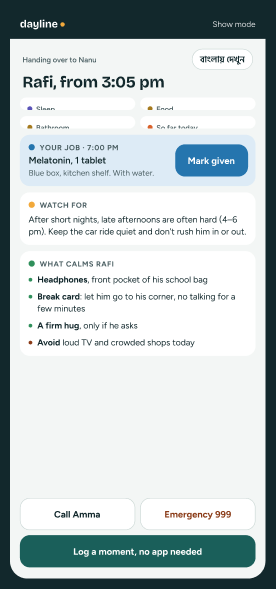 dayline
Show mode
Handing over to Nanu
বাংলায় দেখুন
Rafi, from 3:05 pm
Sleep
Food
Bathroom
So far today
YOUR JOB · 7:00 PM
Melatonin, 1 tablet
Blue box, kitchen shelf. With water.
Mark given
WATCH FOR
After short nights, late afternoons are often hard (4–6
pm). Keep the car ride quiet and don't rush him in or out.
WHAT CALMS RAFI
Headphones, front pocket of his school bag
Break card: let him go to his corner, no talking for a
few minutes
A firm hug, only if he asks
Avoid loud TV and crowded shops today
Call Amma
Emergency 999
Log a moment, no app needed